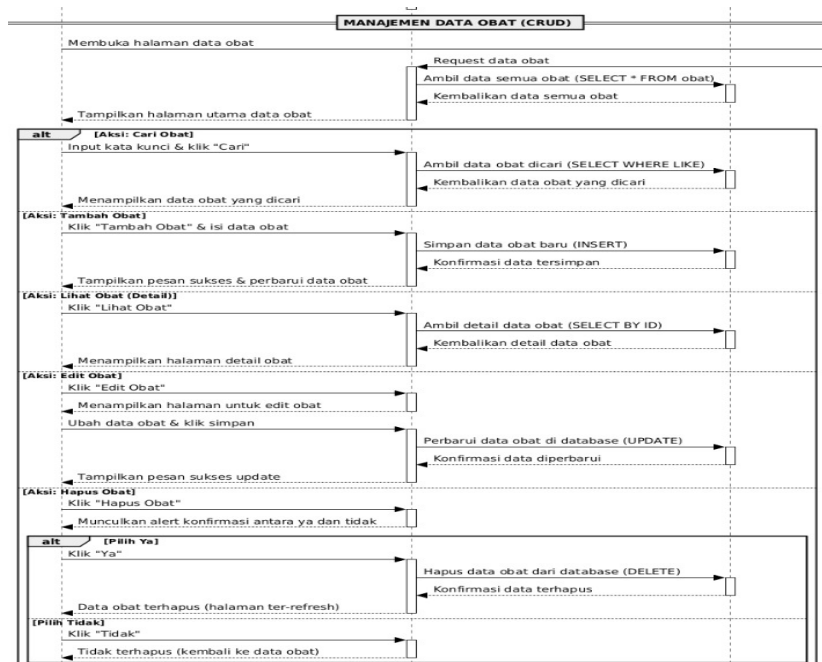 MANAJEMEN DATA OBAT (CRUD)
Membuka halaman data obat
Request data obat
Ambil data semua obat (SELECT * FROM obat)
Kembalikan data semua obat
Tampilkan halaman utama data obat
alt [Aksi: Cari Obat]
Input kata kunci & klik "Cari"
Ambil data obat dicari (SELECT WHERE LIKE)
Kembalikan data obat yang dicari
Menampilkan data obat yang dicari
[Aksi: Tambah Obat]
Klik "Tambah Obat" & isi data obat
Simpan data obat baru (INSERT)
Konfirmasi data tersimpan
Tampilkan pesan sukses & perbarui data obat
[Aksi: Lihat Obat (Detail)]
Klik "Lihat Obat"
Ambil detail data obat (SELECT BY ID)
Kembalikan detail data obat
Menampilkan halaman detail obat
[Aksi: Edit Obat]
Klik "Edit Obat"
Menampilkan halaman untuk edit obat
Ubah data obat & klik simpan
Perbarui data obat di database (UPDATE)
Konfirmasi data diperbarui
Tampilkan pesan sukses update
[Aksi: Hapus Obat]
Klik "Hapus Obat"
Munculkan alert konfirmasi antara ya dan tidak
alt [Pilih Ya]
Klik "Ya"
Hapus data obat dari database (DELETE)
Konfirmasi data terhapus
Data obat terhapus (halaman ter-refresh)
[Pilih Tidak]
Klik "Tidak"
Tidak terhapus (kembali ke data obat)